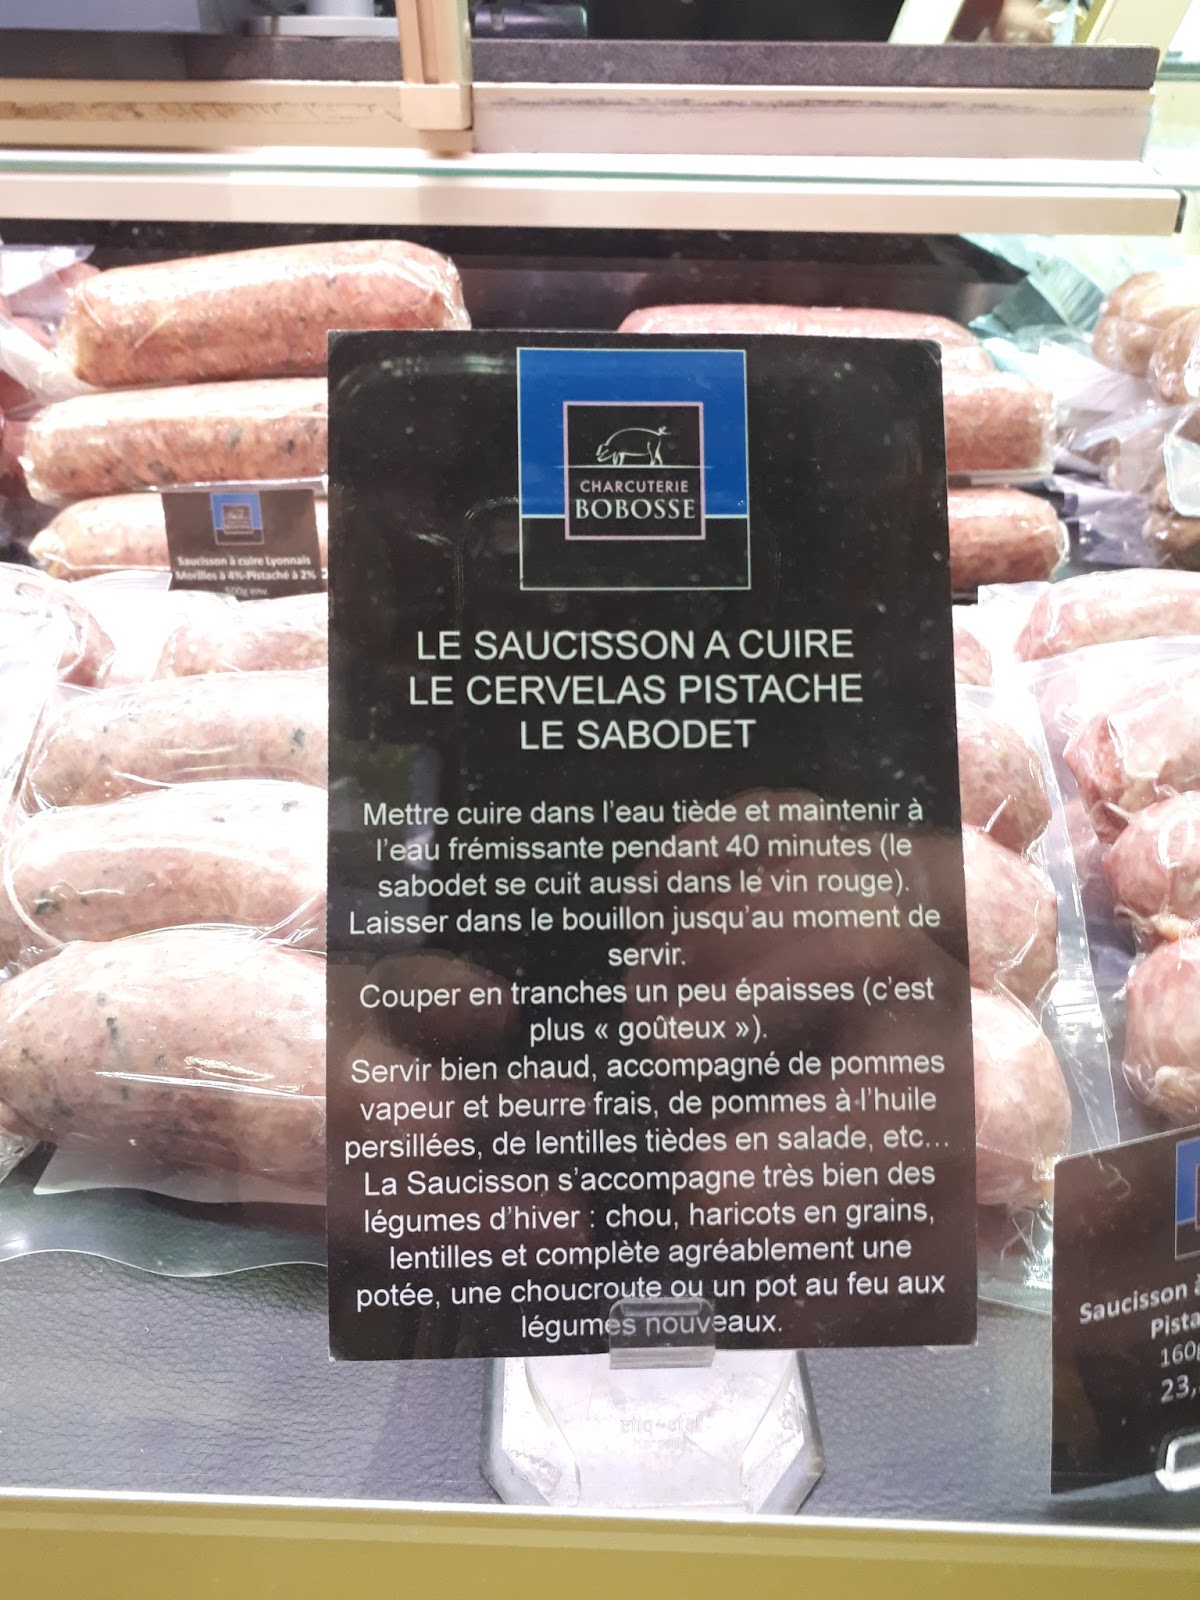 CHARCUTERIE
BOBOSSE
LE SAUCISSON A CUIRE
LE CERVELAS PISTACHE
LE SABODET
Mettre cuire dans l'eau tiède et maintenir à
l'eau frémissante pendant 40 minutes (le
sabodet se cuit aussi dans le vin rouge).
Laisser dans le bouillon jusqu'au moment de
servir.
Couper en tranches un peu épaisses (c'est
plus « goûteux »).
Servir bien chaud, accompagné de pommes
vapeur et beurre frais, de pommes à l'huile
persillées, de lentilles tièdes en salade, etc...
La Saucisson s'accompagne très bien des
légumes d'hiver : chou, haricots en grains,
lentilles et complète agréablement une
potée, une choucroute ou un pot au feu aux
légumes nouveaux.
Saucisson à cuire Lyonnais
Morilles à 4%-Pistache à 2%
500g env.
Saucisson
160g
23,